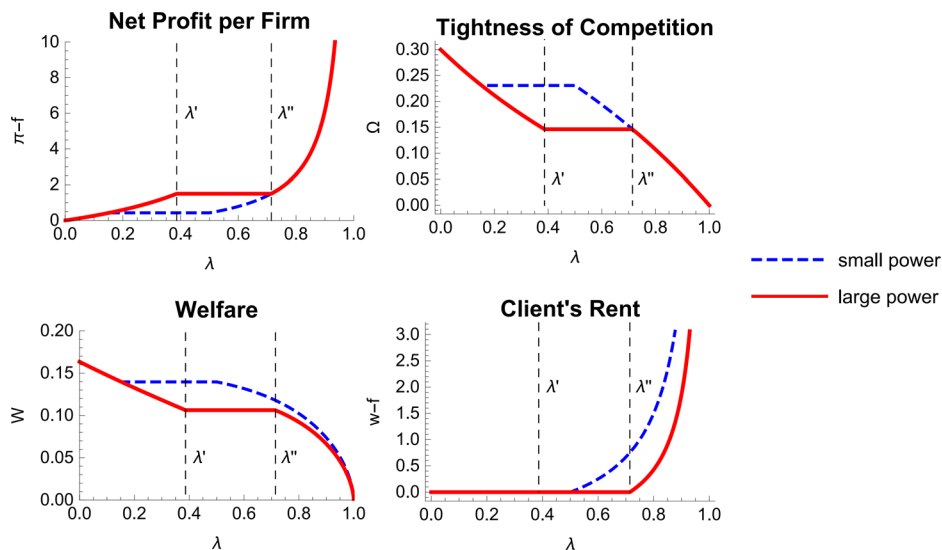 Net Profit per Firm
π−f
10
8
6
4
2
0
λ'
λ''
0.0 0.2 0.4 0.6 0.8 1.0
λ
Tightness of Competition
Ω
0.30
0.25
0.20
0.15
0.10
0.05
0.00
λ'
λ''
0.0 0.2 0.4 0.6 0.8 1.0
λ
small power
large power
Welfare
W
0.20
0.15
0.10
0.05
0.00
λ'
λ''
0.0 0.2 0.4 0.6 0.8 1.0
λ
Client's Rent
w−f
3.0
2.5
2.0
1.5
1.0
0.5
0.0
λ'
λ''
0.0 0.2 0.4 0.6 0.8 1.0
λ